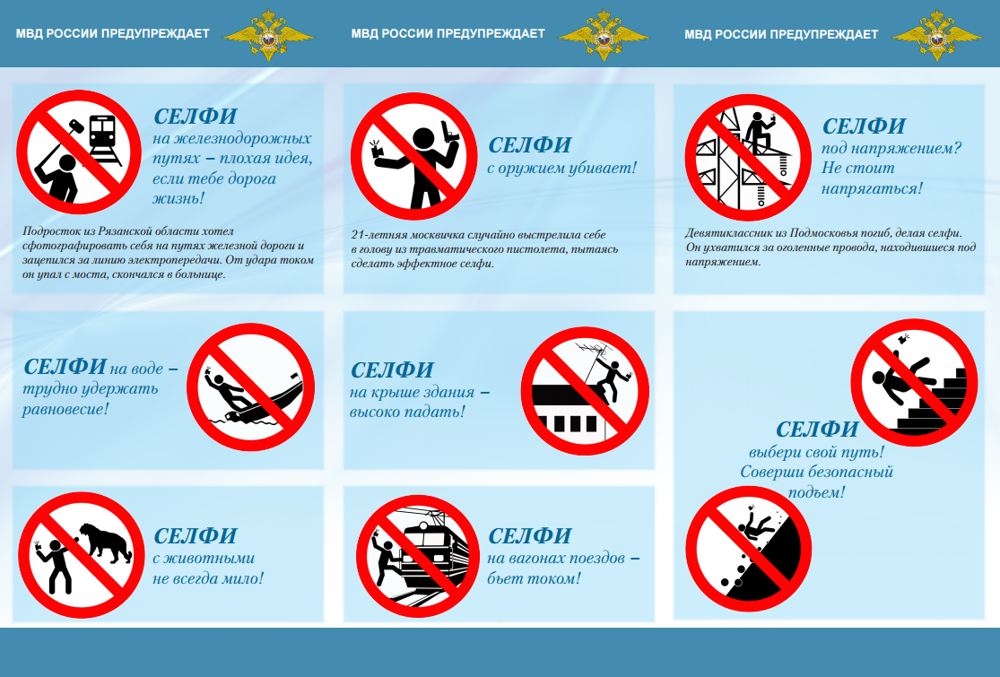 МВД РОССИИ ПРЕДУПРЕЖДАЕТ
СЕЛФИ
на железнодорожных
путях – плохая идея,
если тебе дорога
жизнь!
Подросток из Рязанской области хотел
сфотографировать себя на путях железной дороги и
зацепился за линию электропередачи. От удара током
он упал с моста, скончался в больнице.
СЕЛФИ на воде –
трудно удержать
равновесие!
СЕЛФИ
с животными
не всегда мило!
МВД РОССИИ ПРЕДУПРЕЖДАЕТ
СЕЛФИ
с оружием убивает!
21-летняя москвичка случайно выстрелила себе
в голову из травматического пистолета, пытаясь
сделать эффектное селфи.
СЕЛФИ
на крыше здания –
высоко падать!
СЕЛФИ
на вагонах поездов –
бьет током!
МВД РОССИИ ПРЕДУПРЕЖДАЕТ
СЕЛФИ
под напряжением?
Не стоит
напрягаться!
Девятиклассник из Подмосковья погиб, делая селфи.
Он ухватился за оголенные провода, находившиеся под
напряжением.
СЕЛФИ
выбери свой путь!
Соверши безопасный
подъем!